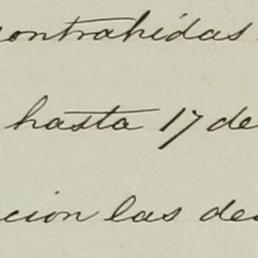 contrahidas
hasta 17 de
cion las de